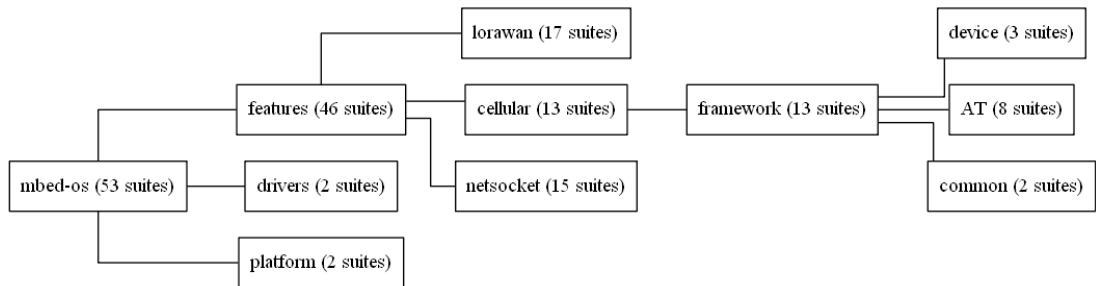 lorawan (17 suites)
device (3 suites)
features (46 suites)
cellular (13 suites)
framework (13 suites)
AT (8 suites)
mbed-os (53 suites)
drivers (2 suites)
netsocket (15 suites)
common (2 suites)
platform (2 suites)